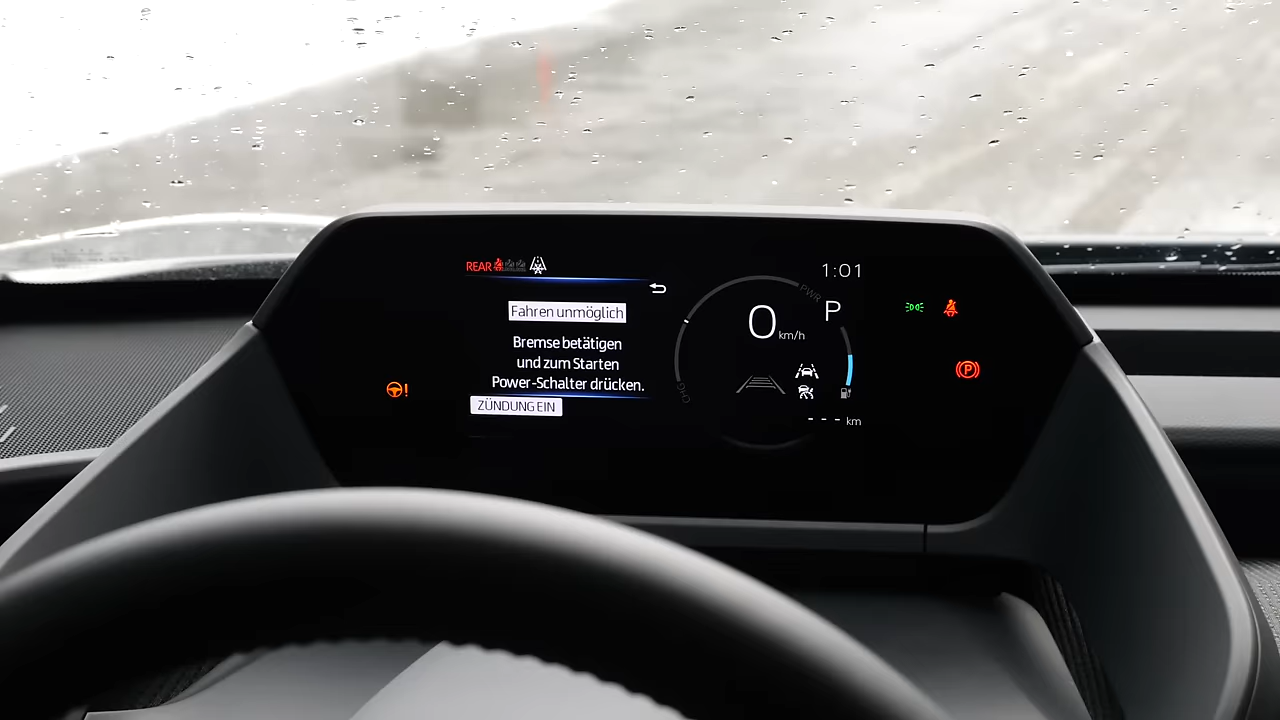 REAR
1:01
Fahren unmöglich
PWR
0 km/h
P
Bremse betätigen
und zum Starten
Power-Schalter drücken.
CHG
ZÜNDUNG EIN
- - - km